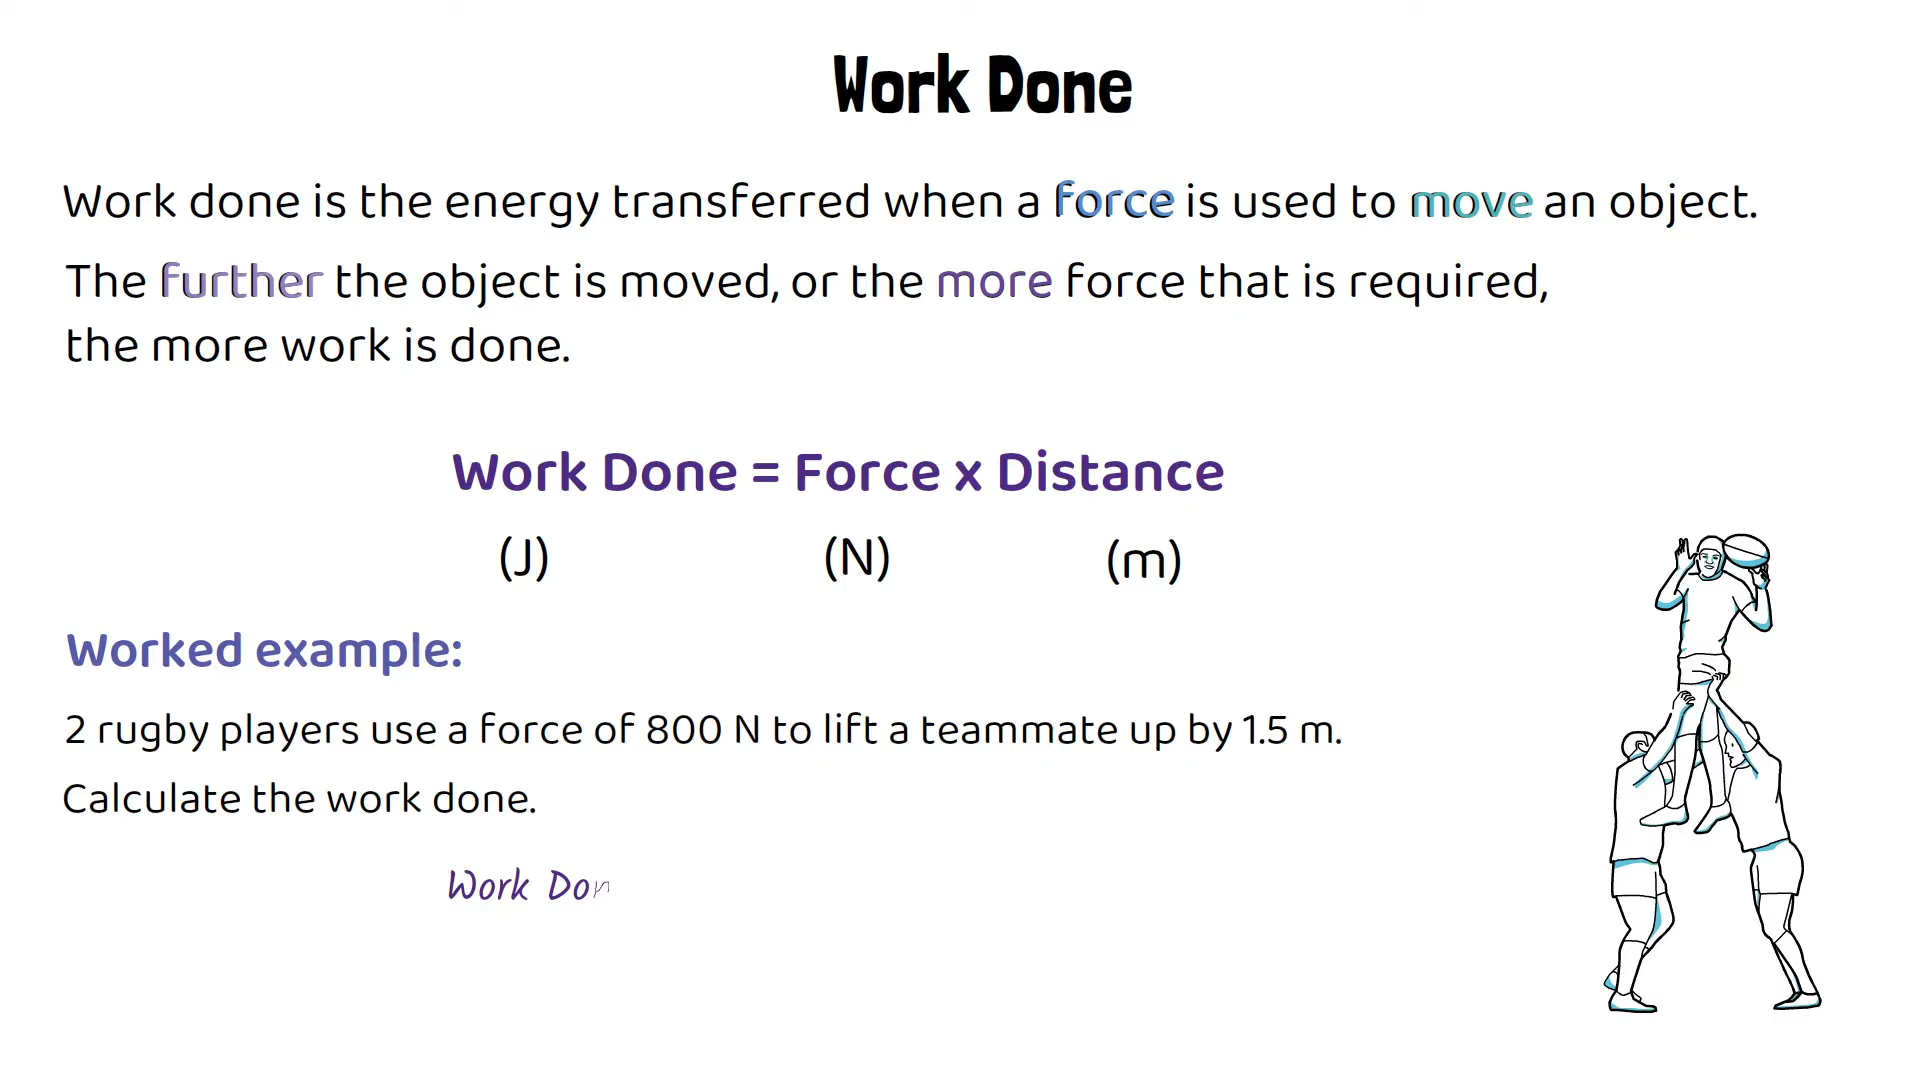 Work Done
Work done is the energy transferred when a force is used to move an object.
The further the object is moved, or the more force that is required,
the more work is done.
Work Done = Force x Distance
(J) (N) (m)
Worked example:
2 rugby players use a force of 800 N to lift a teammate up by 1.5 m.
Calculate the work done.
Work Don